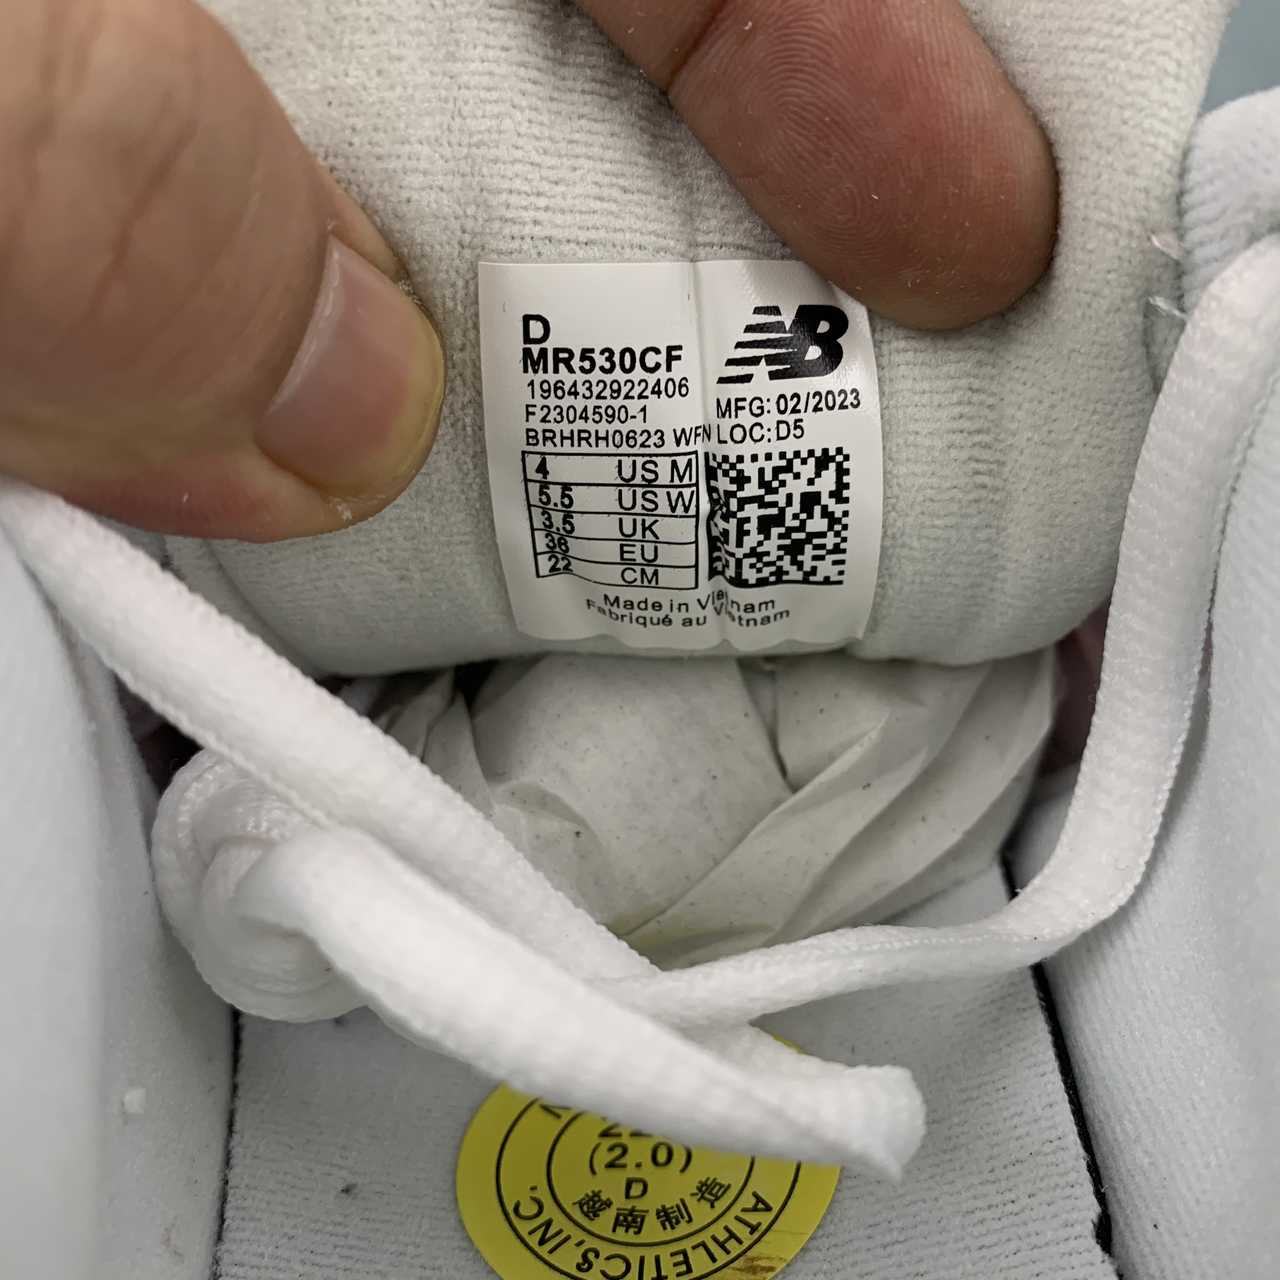 D
MR530CF
196432922406
F2304590-1
BRHRH0623 WFN
NB
MFG: 02/2023
LOC: D5
4 US M
5.5 US W
3.5 UK
36 EU
22 CM
Made in Vietnam
Fabriqué au Vietnam
(2.0)
D
越南制造
ATHLETICS, INC.